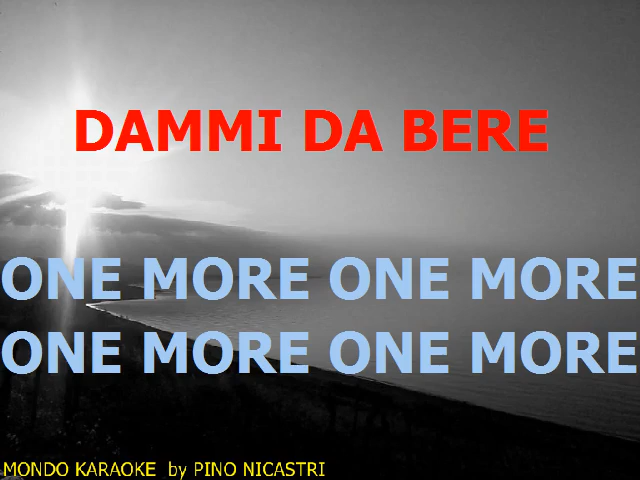 DAMMI DA BERE
ONE MORE ONE MORE
ONE MORE ONE MORE
MONDO KARAOKE by PINO NICASTRI